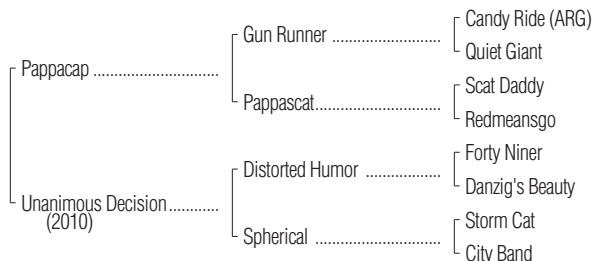 Candy Ride (ARG)
Gun Runner ................................
Quiet Giant
Pappacap ....................................
Scat Daddy
Pappascat.....................................
Redmeansgo
Forty Niner
Distorted Humor ......................
Danzig's Beauty
Unanimous Decision..............
(2010)
Storm Cat
Spherical .....................................
City Band